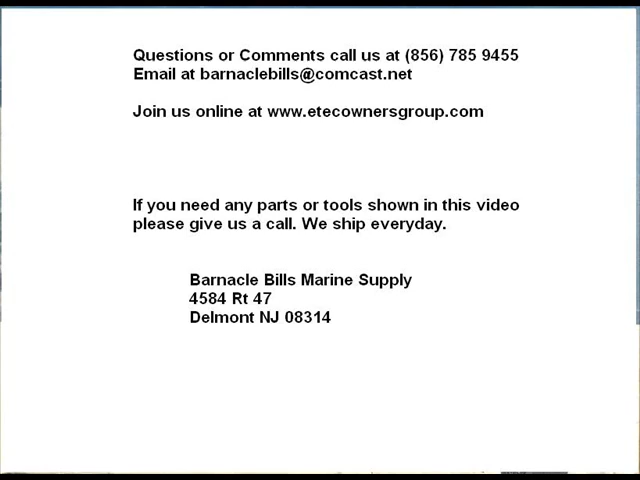 Questions or Comments call us at (856) 785 9455
Email at barnaclebills@comcast.net
Join us online at www.etecownersgroup.com
If you need any parts or tools shown in this video
please give us a call. We ship everyday.
Barnacle Bills Marine Supply
4584 Rt 47
Delmont NJ 08314